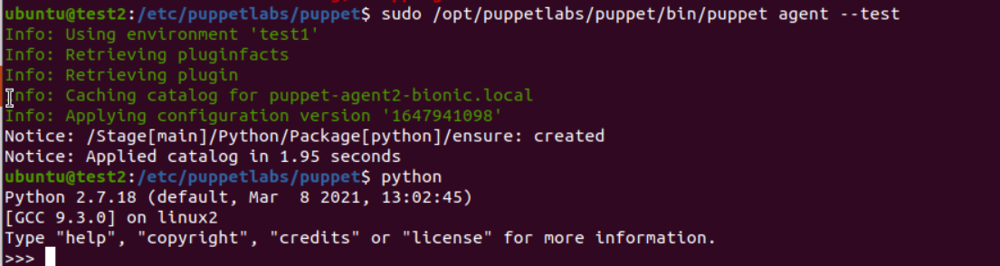 ubuntu@test2:/etc/puppetlabs/puppet$ sudo /opt/puppetlabs/puppet/bin/puppet agent --test
Info: Using environment 'test1'
Info: Retrieving pluginfacts
Info: Retrieving plugin
Info: Caching catalog for puppet-agent2-bionic.local
Info: Applying configuration version '1647941098'
Notice: /Stage[main]/Python/Package[python]/ensure: created
Notice: Applied catalog in 1.95 seconds
ubuntu@test2:/etc/puppetlabs/puppet$ python
Python 2.7.18 (default, Mar  8 2021, 13:02:45)
[GCC 9.3.0] on linux2
Type "help", "copyright", "credits" or "license" for more information.
>>>